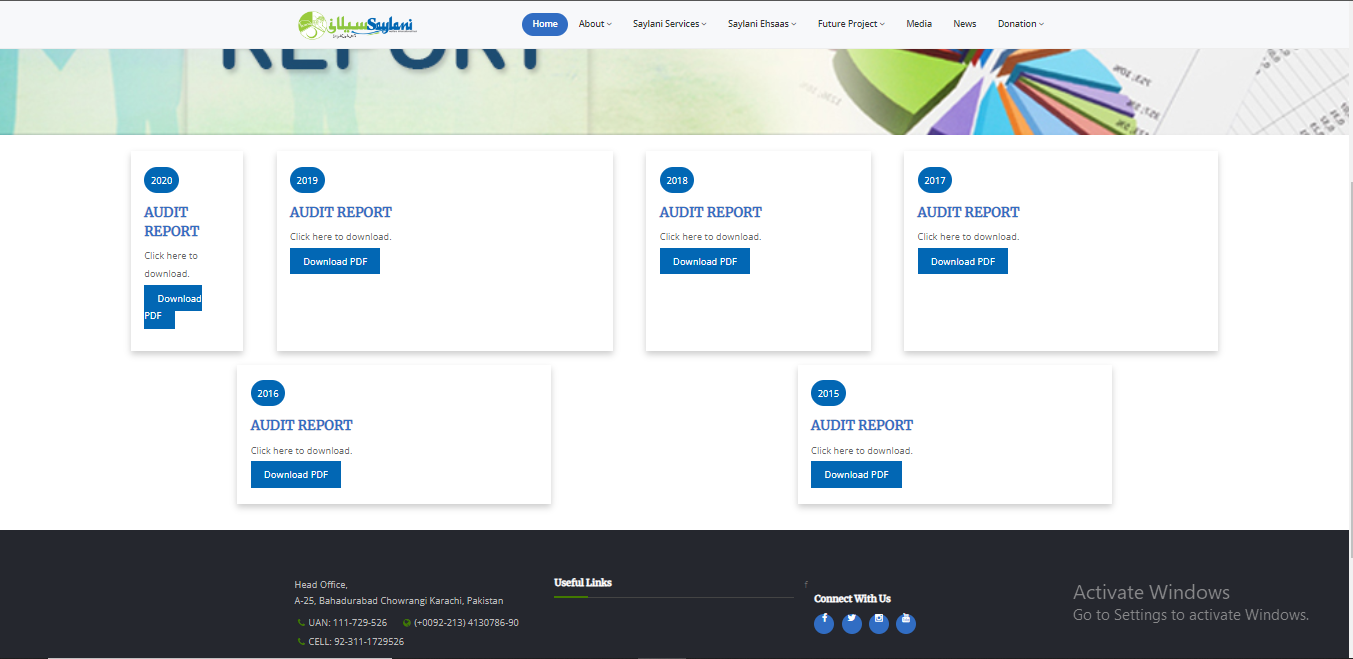 سیلانی Saylani
Home About Saylani Services Saylani Ehsaas Future Project Media News Donation
REPORT
2020
AUDIT
REPORT
Click here to
download.
Download
PDF
2019
AUDIT REPORT
Click here to download.
Download PDF
2018
AUDIT REPORT
Click here to download.
Download PDF
2017
AUDIT REPORT
Click here to download.
Download PDF
2016
AUDIT REPORT
Click here to download.
Download PDF
2015
AUDIT REPORT
Click here to download.
Download PDF
Head Office,
A-25, Bahadurabad Chowrangi Karachi, Pakistan
UAN: 111-729-526 (+0092-213) 4130786-90
CELL: 92-311-1729526
Useful Links
f
Connect With Us
Activate Windows
Go to Settings to activate Windows.